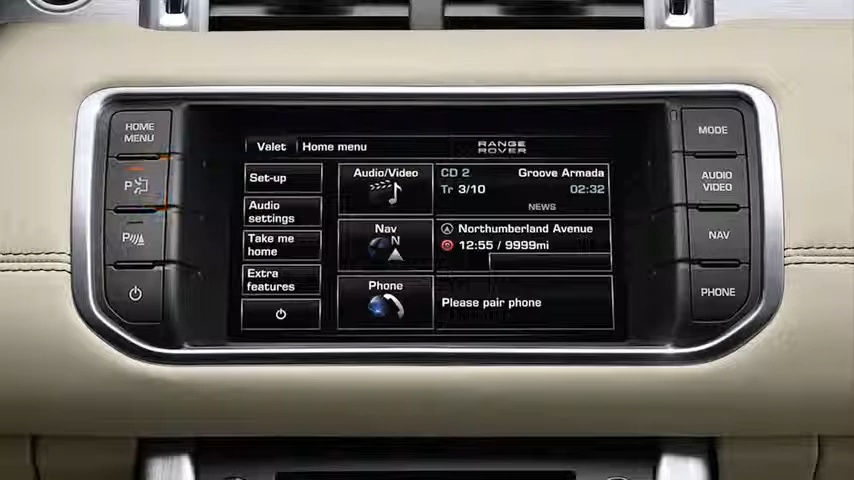 HOME
MENU
P
P
Valet
Home menu
RANGE
ROVER
Set-up
Audio
settings
Take me
home
Extra
features
Audio/Video
Nav
N
Phone
CD 2
Groove Armada
Tr 3/10
02:32
NEWS
Northumberland Avenue
12:55 / 9999mi
Please pair phone
MODE
AUDIO
VIDEO
NAV
PHONE